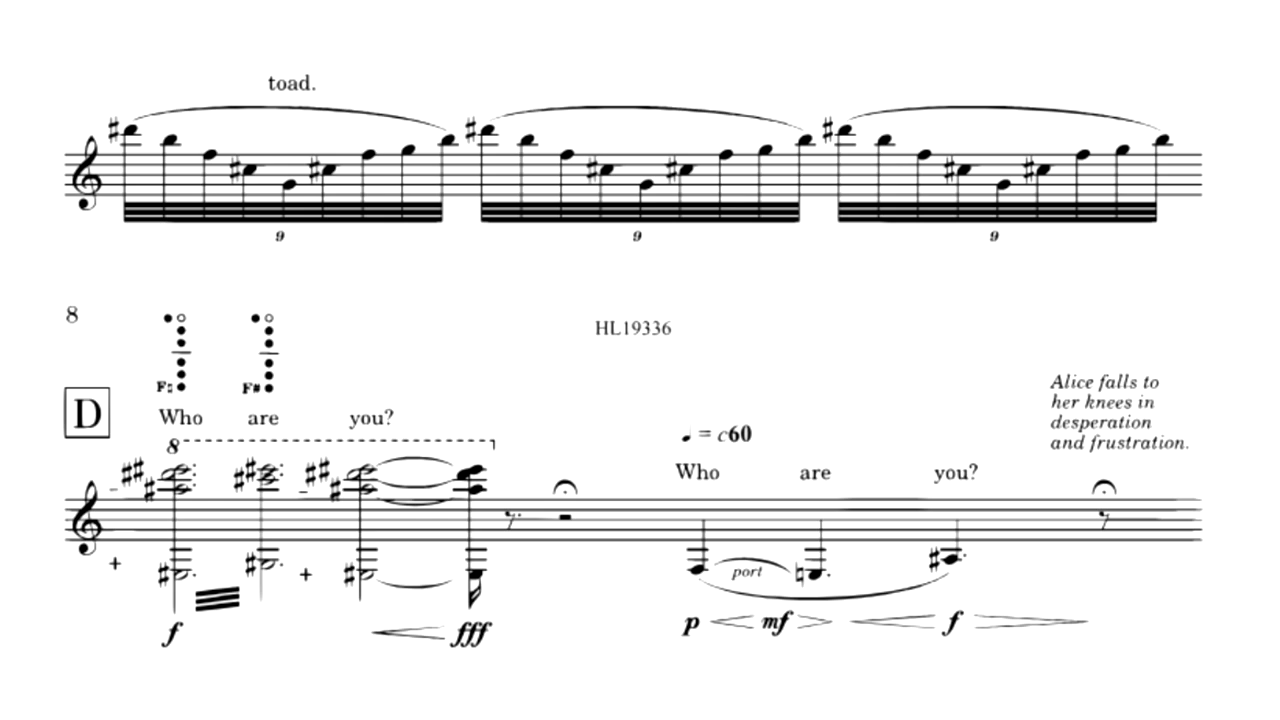 toad.
9 9 9
8
HL19336
F♮ F#
D
Who are you?
8
♩ = c60
Alice falls to
her knees in
desperation
and frustration.
Who are you?
port
f fff p mf f